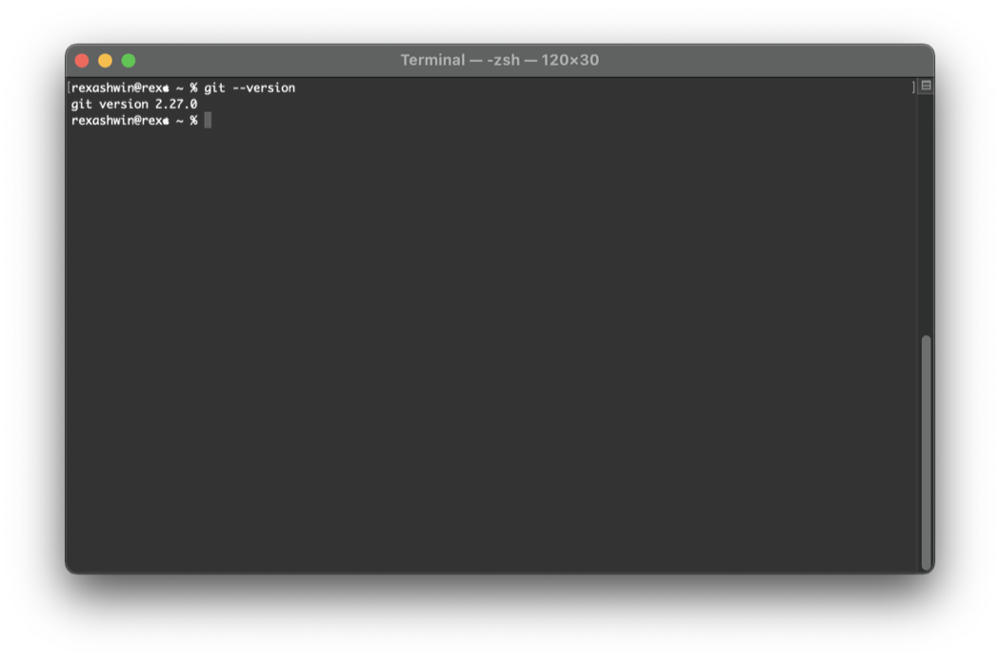 Terminal — -zsh — 120×30
[rexashwin@rex ~ % git --version ]
git version 2.27.0
rexashwin@rex ~ %